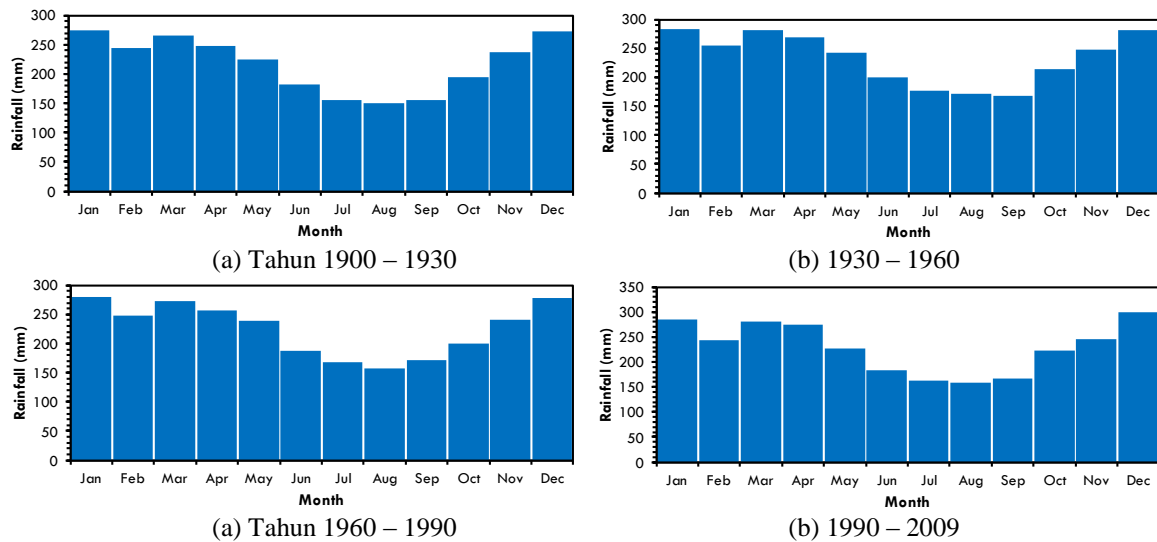 300
250
200
150
100
50
0
Rainfall (mm)
Jan Feb Mar Apr May Jun Jul Aug Sep Oct Nov Dec
Month
(a) Tahun 1900 – 1930
300
250
200
150
100
50
0
Rainfall (mm)
Jan Feb Mar Apr May Jun Jul Aug Sep Oct Nov Dec
Month
(b) 1930 – 1960
300
250
200
150
100
50
0
Rainfall (mm)
Jan Feb Mar Apr May Jun Jul Aug Sep Oct Nov Dec
Month
(a) Tahun 1960 – 1990
350
300
250
200
150
100
50
0
Rainfall (mm)
Jan Feb Mar Apr May Jun Jul Aug Sep Oct Nov Dec
Month
(b) 1990 – 2009